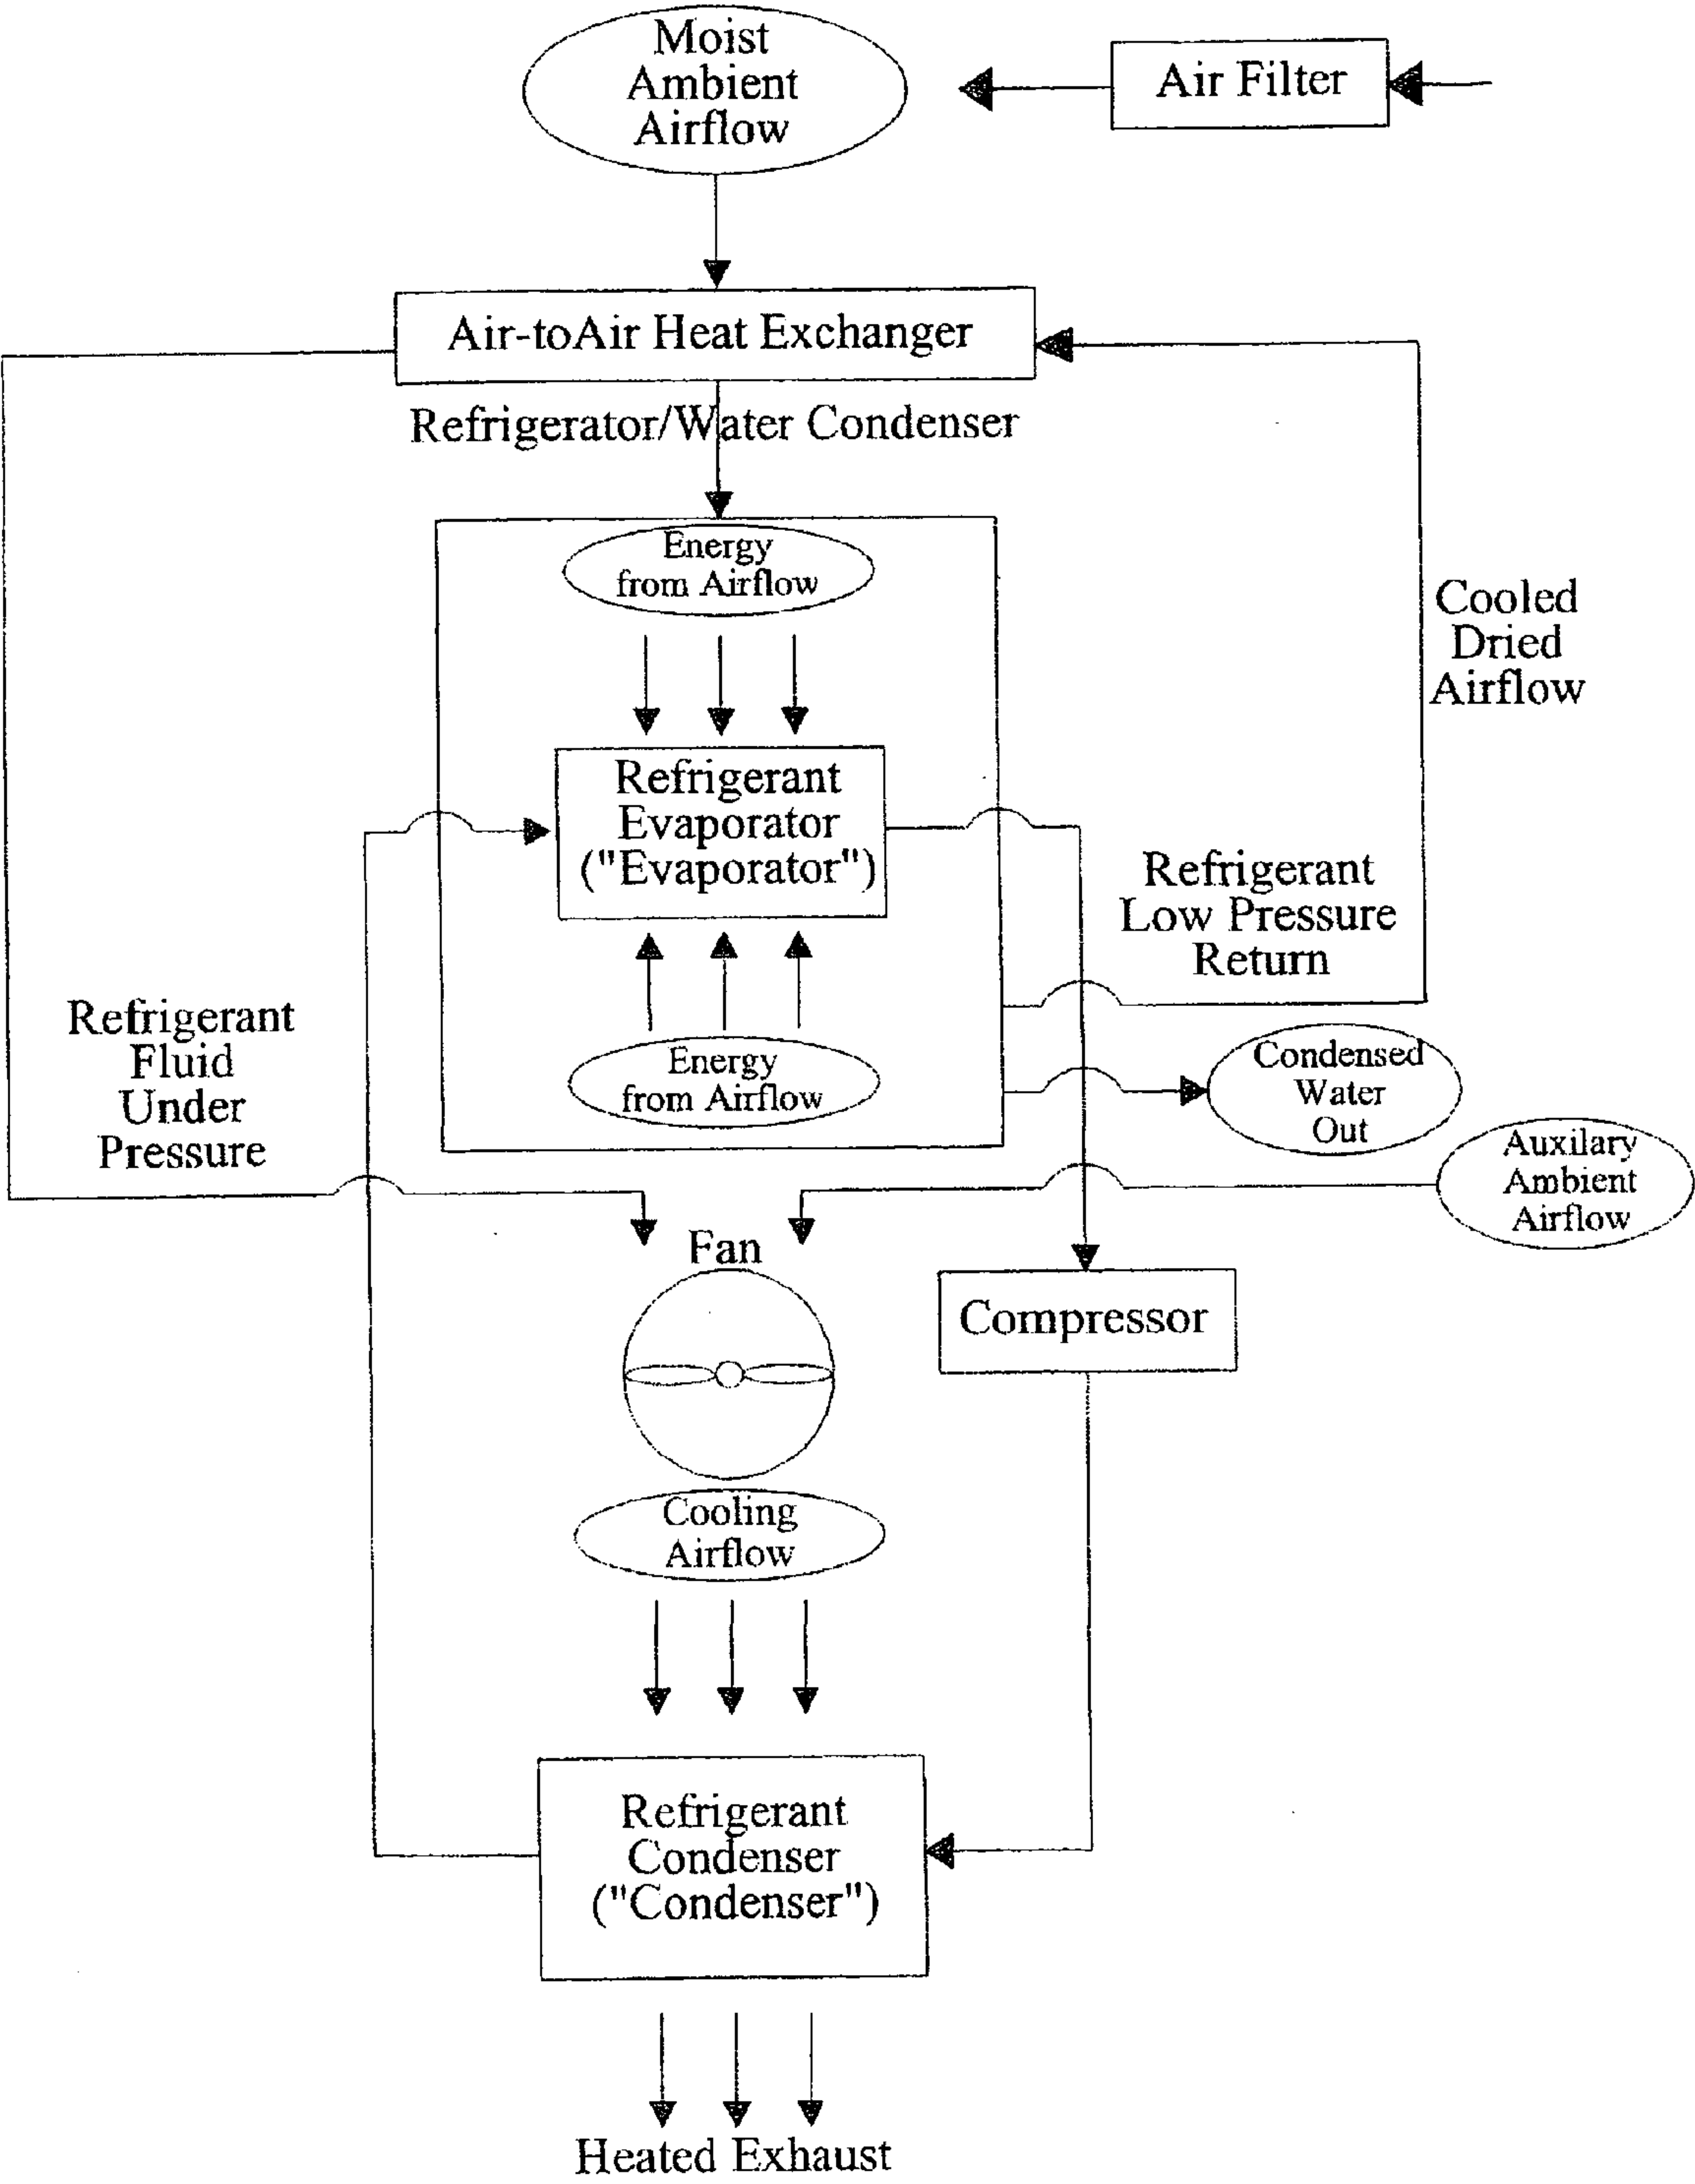 Moist
Ambient
Airflow
Air Filter
Air-toAir Heat Exchanger
Refrigerator/Water Condenser
Energy
from Airflow
Cooled
Dried
Airflow
Refrigerant
Evaporator
("Evaporator")
Refrigerant
Low Pressure
Return
Refrigerant
Fluid
Under
Pressure
Energy
from Airflow
Condensed
Water
Out
Auxilary
Ambient
Airflow
Fan
Compressor
Cooling
Airflow
Refrigerant
Condenser
("Condenser")
Heated Exhaust